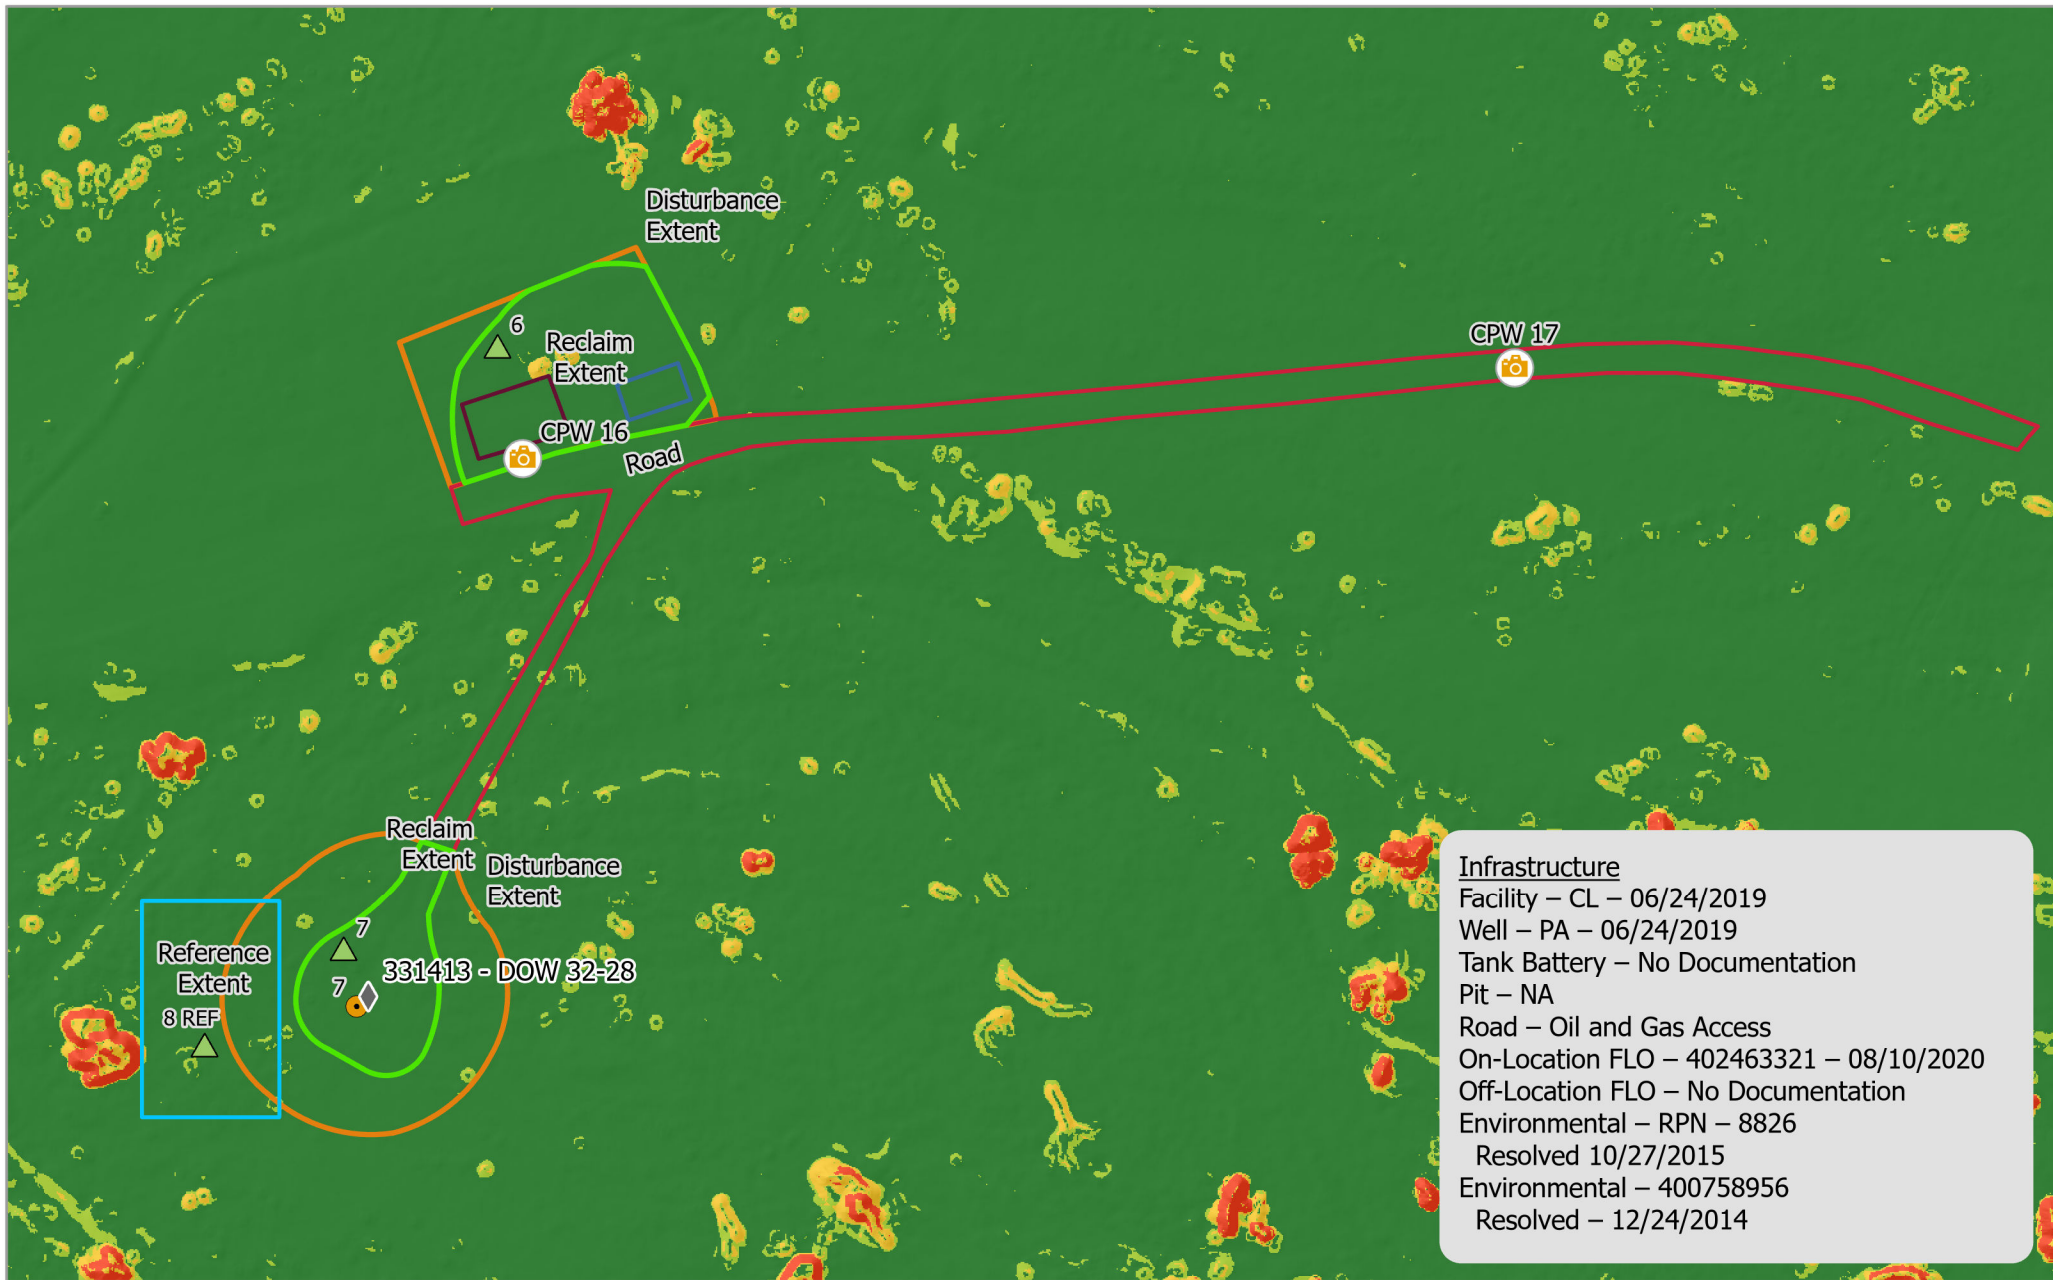 Disturbance
Extent
6
Reclaim
Extent
CPW 17
CPW 16
Road
Reclaim
Extent
Disturbance
Extent
7
Reference
Extent
331413 - DOW 32-28
7
8 REF
Infrastructure
Facility – CL – 06/24/2019
Well – PA – 06/24/2019
Tank Battery – No Documentation
Pit – NA
Road – Oil and Gas Access
On-Location FLO – 402463321 – 08/10/2020
Off-Location FLO – No Documentation
Environmental – RPN – 8826
Resolved 10/27/2015
Environmental – 400758956
Resolved – 12/24/2014